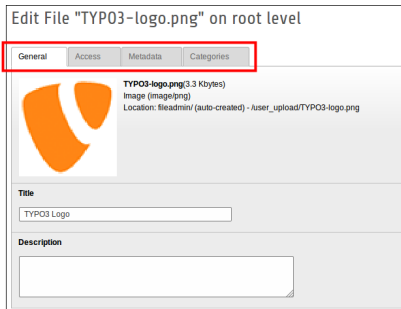 Edit File "TYPO3-logo.png" on root level
General Access Metadata Categories
TYPO3-logo.png(3.3 Kbytes)
Image (image/png)
Location: fileadmin/ (auto-created) - /user_upload/TYPO3-logo.png
Title
TYPO3 Logo
Description